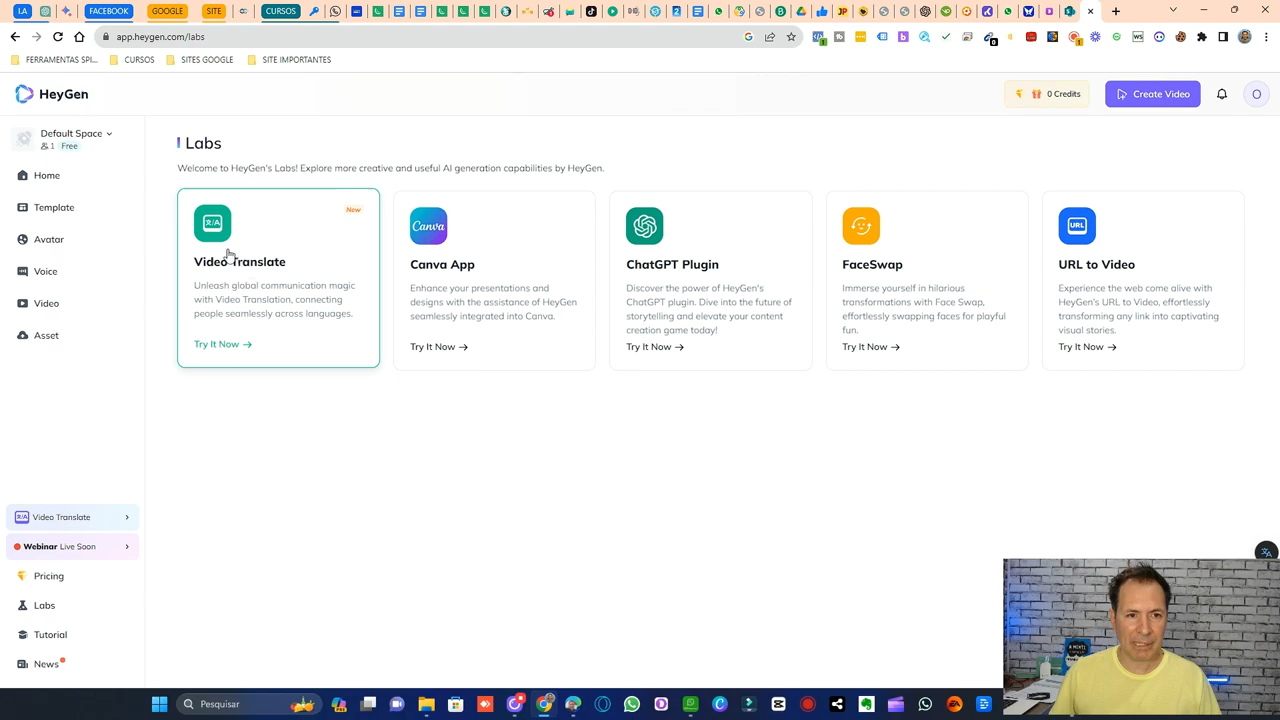 LA
FACEBOOK
GOOGLE
SITE
CURSOS
app.heygen.com/labs
FERRAMENTAS SPI...
CURSOS
SITES GOOGLE
SITE IMPORTANTES
HeyGen
0 Credits
Create Video
O
Default Space
1 Free
Home
Template
Avatar
Voice
Video
Asset
Video Translate
Webinar Live Soon
Pricing
Labs
Tutorial
News
Labs
Welcome to HeyGen's Labs! Explore more creative and useful AI generation capabilities by HeyGen.
New
Video Translate
Unleash global communication magic
with Video Translation, connecting
people seamlessly across languages.
Try It Now →
Canva
Canva App
Enhance your presentations and
designs with the assistance of HeyGen
seamlessly integrated into Canva.
Try It Now →
ChatGPT Plugin
Discover the power of HeyGen's
ChatGPT plugin. Dive into the future of
storytelling and elevate your content
creation game today!
Try It Now →
FaceSwap
Immerse yourself in hilarious
transformations with Face Swap,
effortlessly swapping faces for playful
fun.
Try It Now →
URL
URL to Video
Experience the web come alive with
HeyGen's URL to Video, effortlessly
transforming any link into captivating
visual stories.
Try It Now →
A MENTE
Pesquisar